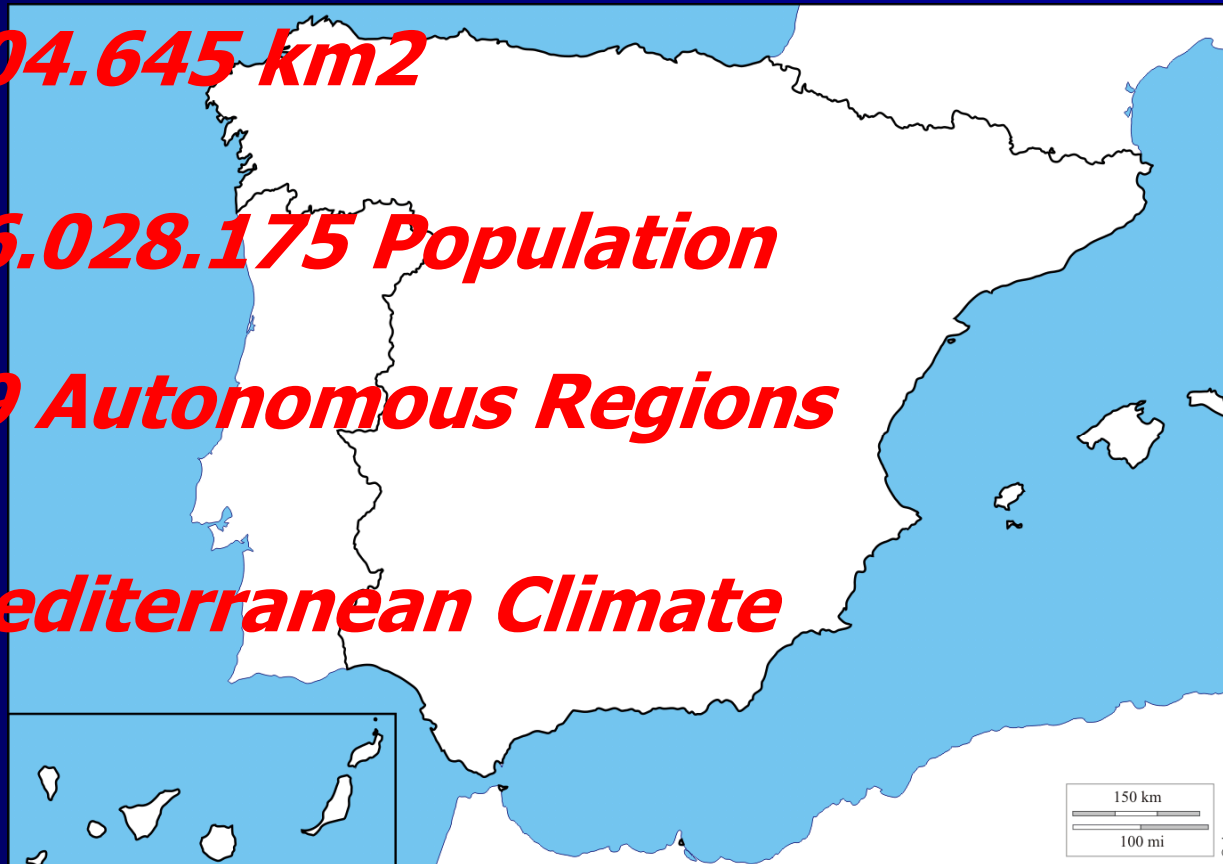 04.645 km2
6.028.175 Population
9 Autonomous Regions
editerranean Climate
150 km
100 mi